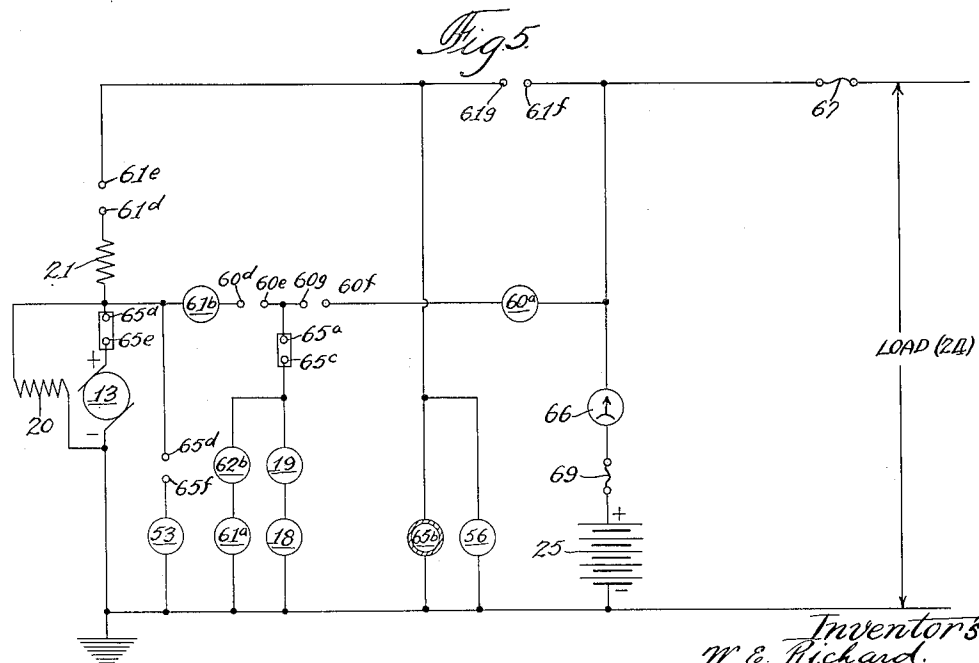 Fig. 5.
61g 61f 67
61e
61d
21
61b 60d 60e 60g 60f 60a
65d 65a
65e 65c
+
13 LOAD (24)
20 -
66
65d
65f 62b 19 69
+
53 61a 18 65b 56 25
-
Inventors
W. E. Richard.